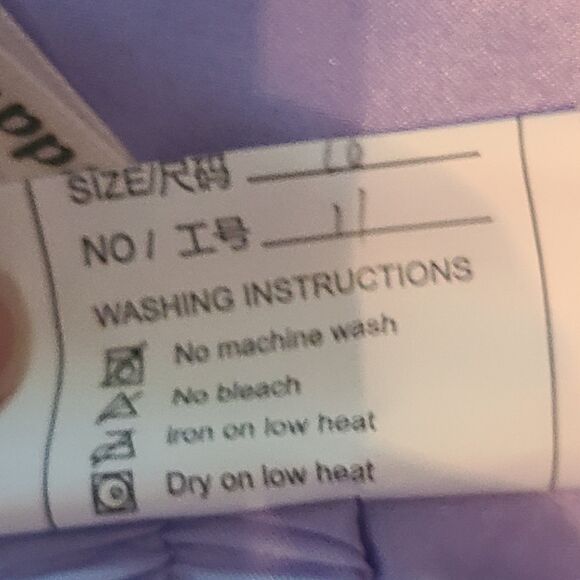 SIZE/尺码 10
NO / 工号 11
WASHING INSTRUCTIONS
No machine wash
No bleach
Iron on low heat
Dry on low heat